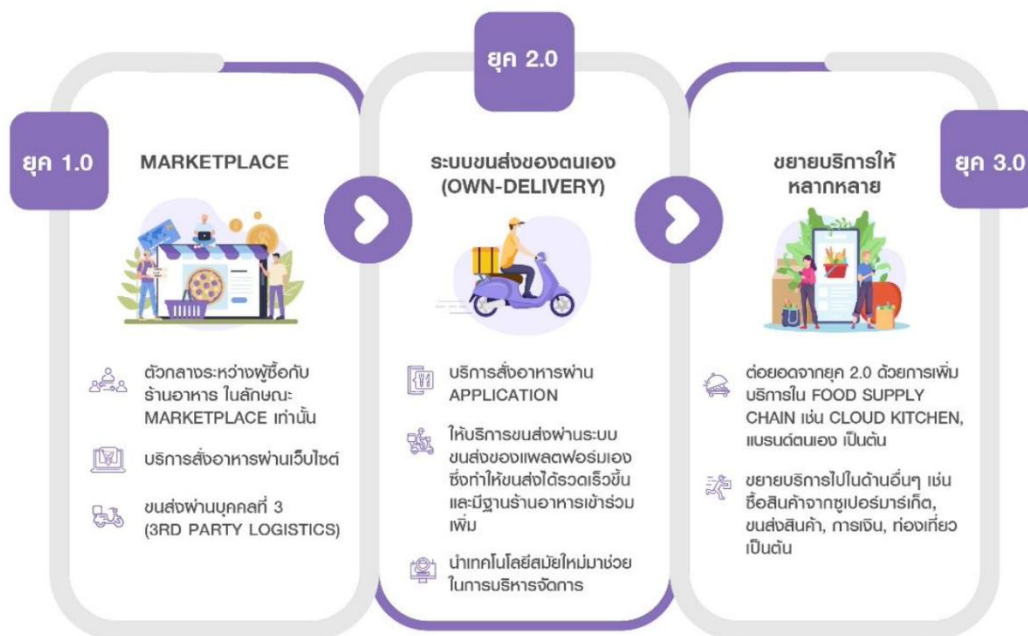 ยุค 1.0
MARKETPLACE
ตัวกลางระหว่างผู้ซื้อกับ
ร้านอาหาร ในลักษณะ
MARKETPLACE เท่านั้น
บริการสั่งอาหารผ่านเว็บไซต์
ขนส่งผ่านบุคคลที่ 3
(3RD PARTY LOGISTICS)
ยุค 2.0
ระบบขนส่งของตนเอง
(OWN-DELIVERY)
บริการสั่งอาหารผ่าน
APPLICATION
ให้บริการขนส่งผ่านระบบ
ขนส่งของแพลตฟอร์มเอง
ซึ่งทำให้ขนส่งได้รวดเร็วขึ้น
และมีฐานร้านอาหารเข้าร่วม
เพิ่ม
นำเทคโนโลยีสมัยใหม่มาช่วย
ในการบริหารจัดการ
ยุค 3.0
ขยายบริการให้
หลากหลาย
ต่อยอดจากยุค 2.0 ด้วยการเพิ่ม
บริการใน FOOD SUPPLY
CHAIN เช่น CLOUD KITCHEN,
แบรนด์ตนเอง เป็นต้น
ขยายบริการไปในด้านอื่นๆ เช่น
ซื้อสินค้าจากซูเปอร์มาร์เก็ต,
ขนส่งสินค้า, การเงิน, ท่องเที่ยว
เป็นต้น